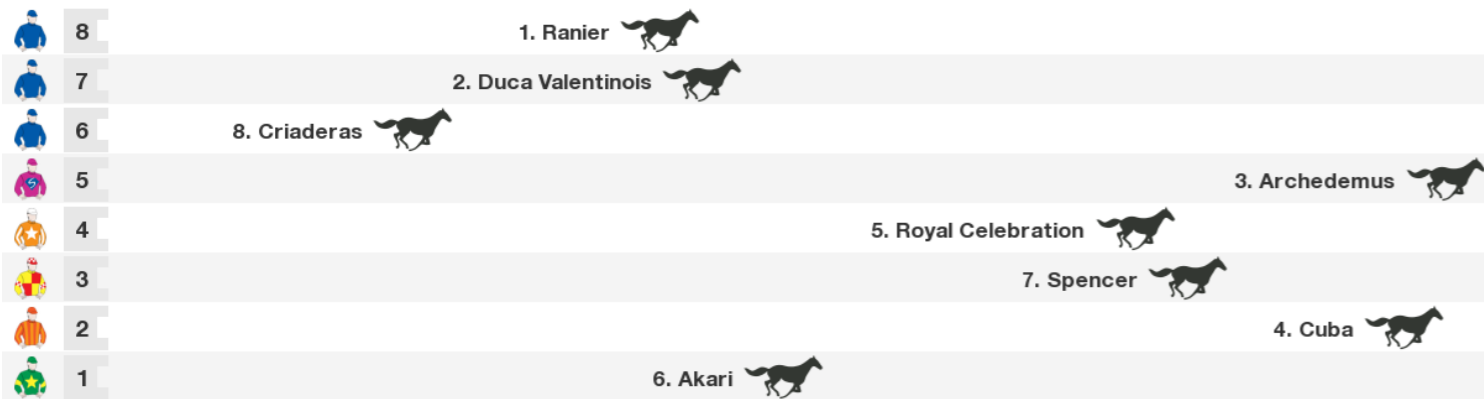 8 1. Ranier
7 2. Duca Valentinois
6 8. Criaderas
5 3. Archedemus
4 5. Royal Celebration
3 7. Spencer
2 4. Cuba
1 6. Akari